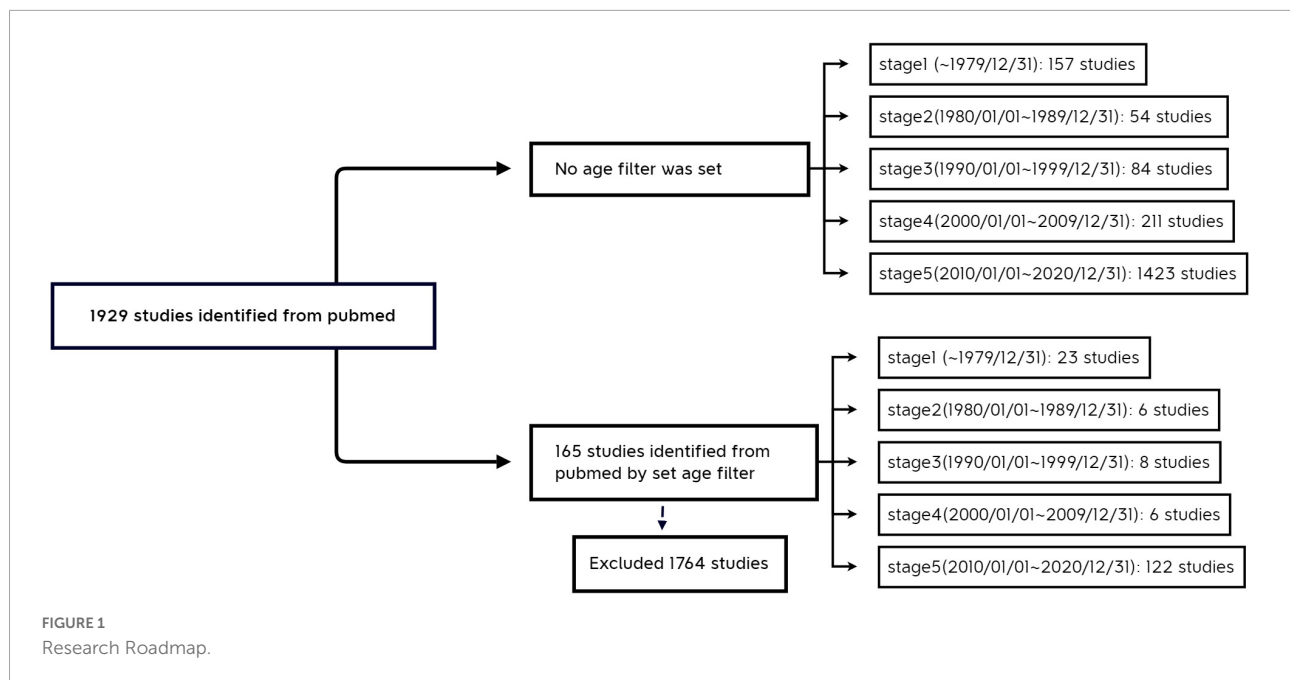 stage1 (~1979/12/31): 157 studies
stage2(1980/01/01~1989/12/31): 54 studies
No age filter was set
stage3(1990/01/01~1999/12/31): 84 studies
stage4(2000/01/01~2009/12/31): 211 studies
stage5(2010/01/01~2020/12/31): 1423 studies
1929 studies identified from pubmed
stage1 (~1979/12/31): 23 studies
stage2(1980/01/01~1989/12/31): 6 studies
165 studies identified from
pubmed by set age filter
stage3(1990/01/01~1999/12/31): 8 studies
stage4(2000/01/01~2009/12/31): 6 studies
Excluded 1764 studies
stage5(2010/01/01~2020/12/31): 122 studies
FIGURE 1
Research Roadmap.